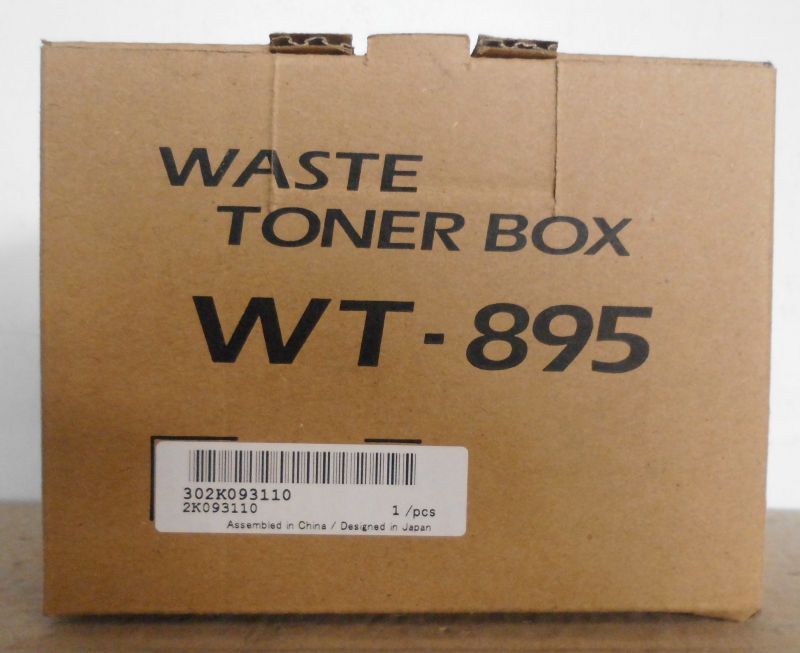 WASTE
TONER BOX
WT-895
302K093110
2K093110 1 /pcs
Assembled in China / Designed in Japan